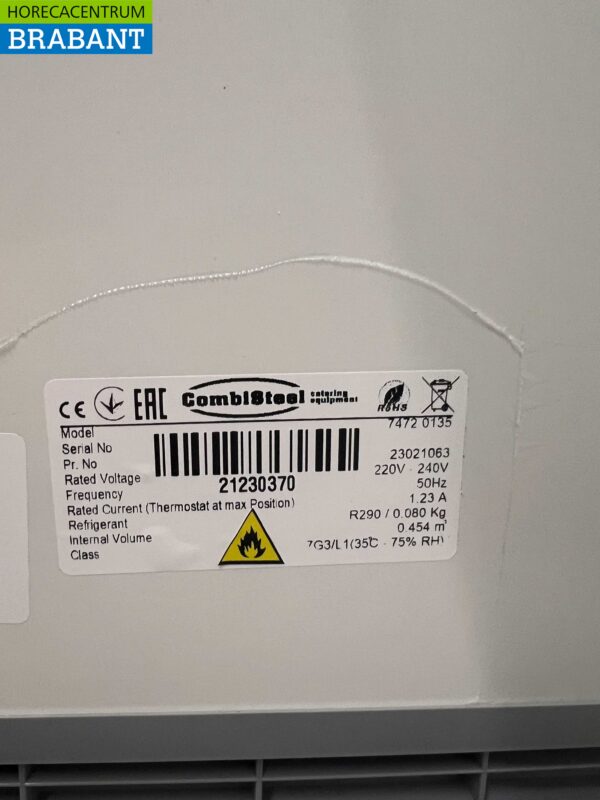 HORECACENTRUM
BRABANT
CE EAC CombiSteel catering equipment RoHS
Model 7472 0135
Serial No
Pr. No 23021063
Rated Voltage 220V - 240V
21230370
Frequency 50Hz
Rated Current (Thermostat at max Position) 1.23 A
Refrigerant R290 / 0.080 Kg
Internal Volume 0.454 m³
Class 7G3/L1(35℃ - 75% RH)